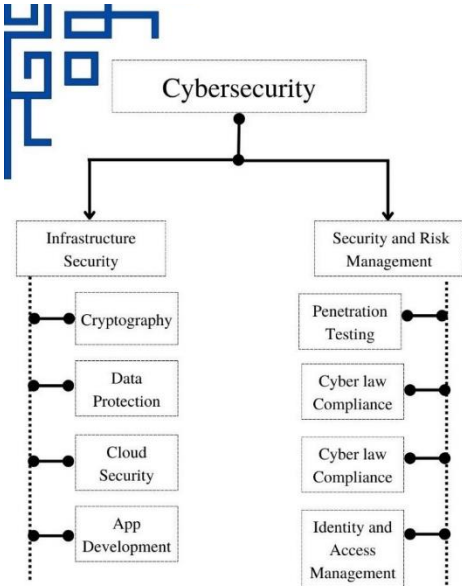 Cybersecurity
Infrastructure
Security
Cryptography
Data
Protection
Cloud
Security
App
Development
Security and Risk
Management
Penetration
Testing
Cyber law
Compliance
Cyber law
Compliance
Identity and
Access
Management